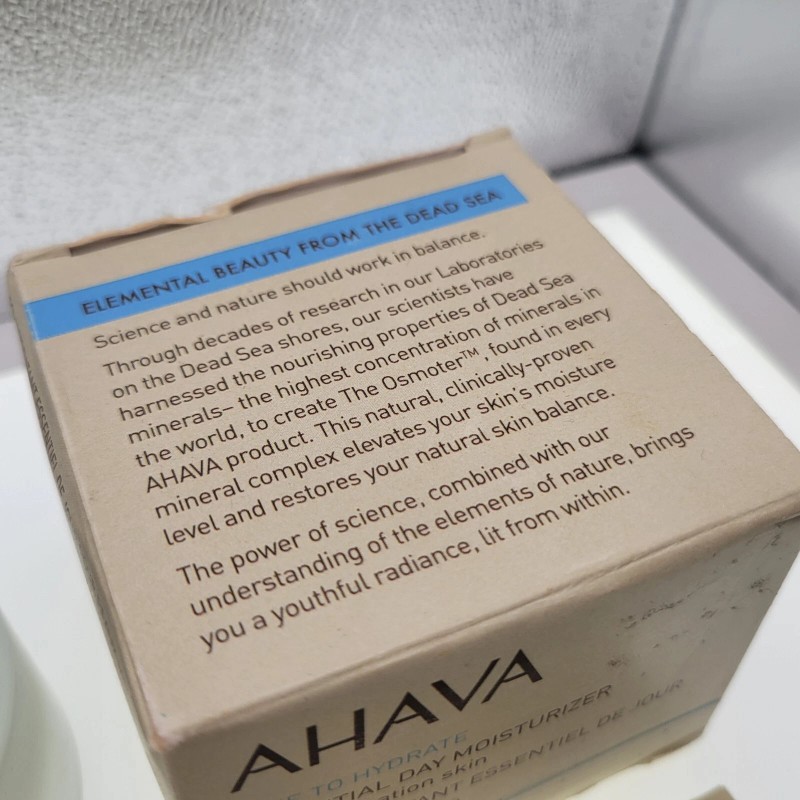 ELEMENTAL BEAUTY FROM THE DEAD SEA
Science and nature should work in balance.
Through decades of research in our Laboratories
on the Dead Sea shores, our scientists have
harnessed the nourishing properties of Dead Sea
minerals– the highest concentration of minerals in
the world, to create The Osmoter™, found in every
AHAVA product. This natural, clinically-proven
mineral complex elevates your skin's moisture
level and restores your natural skin balance.
The power of science, combined with our
understanding of the elements of nature, brings
you a youthful radiance, lit from within.
AHAVA
TO HYDRATE
DAY MOISTURIZER
skin
ESSENTIEL DE JOUR